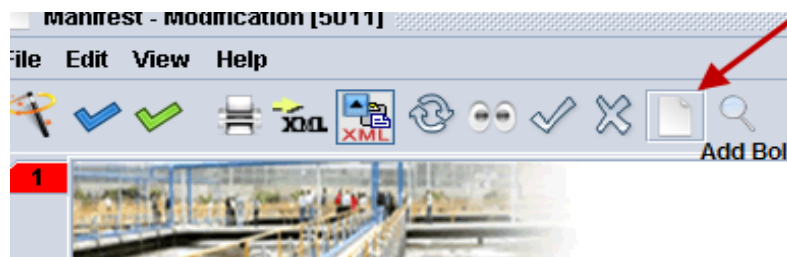 Manifest - Modification [5011]
File Edit View Help
XML
XML
Add Bol
1